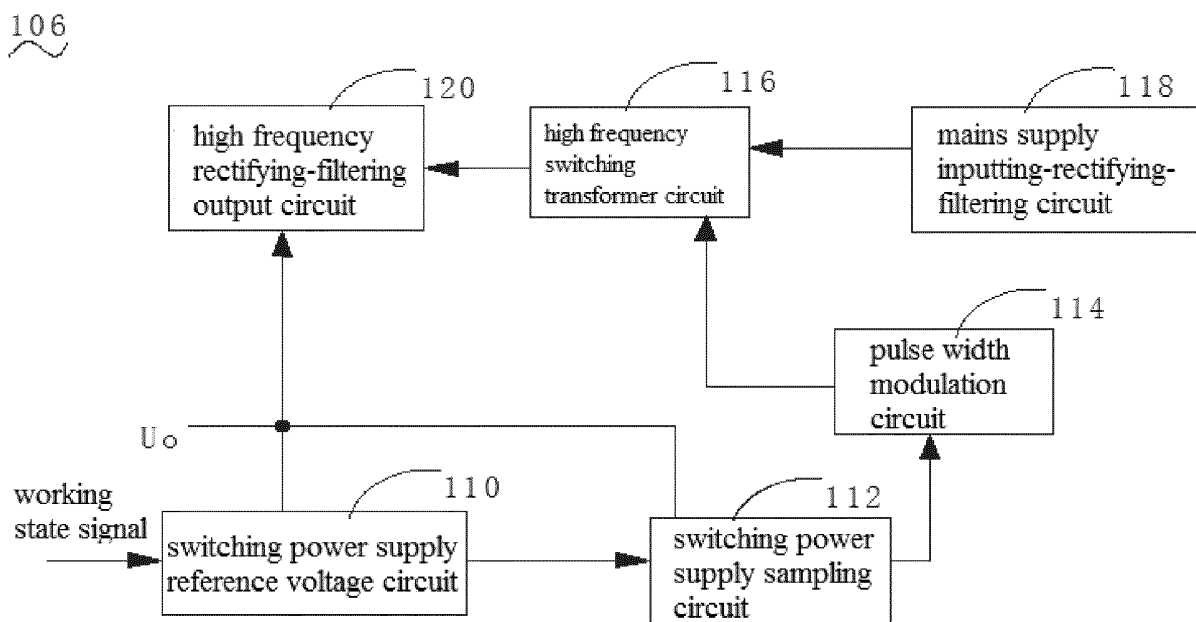 106
120
high frequency
rectifying-filtering
output circuit
116
high frequency
switching
transformer circuit
118
mains supply
inputting-rectifying-
filtering circuit
114
pulse width
modulation
circuit
Uo
working
state signal
110
switching power supply
reference voltage circuit
112
switching power
supply sampling
circuit